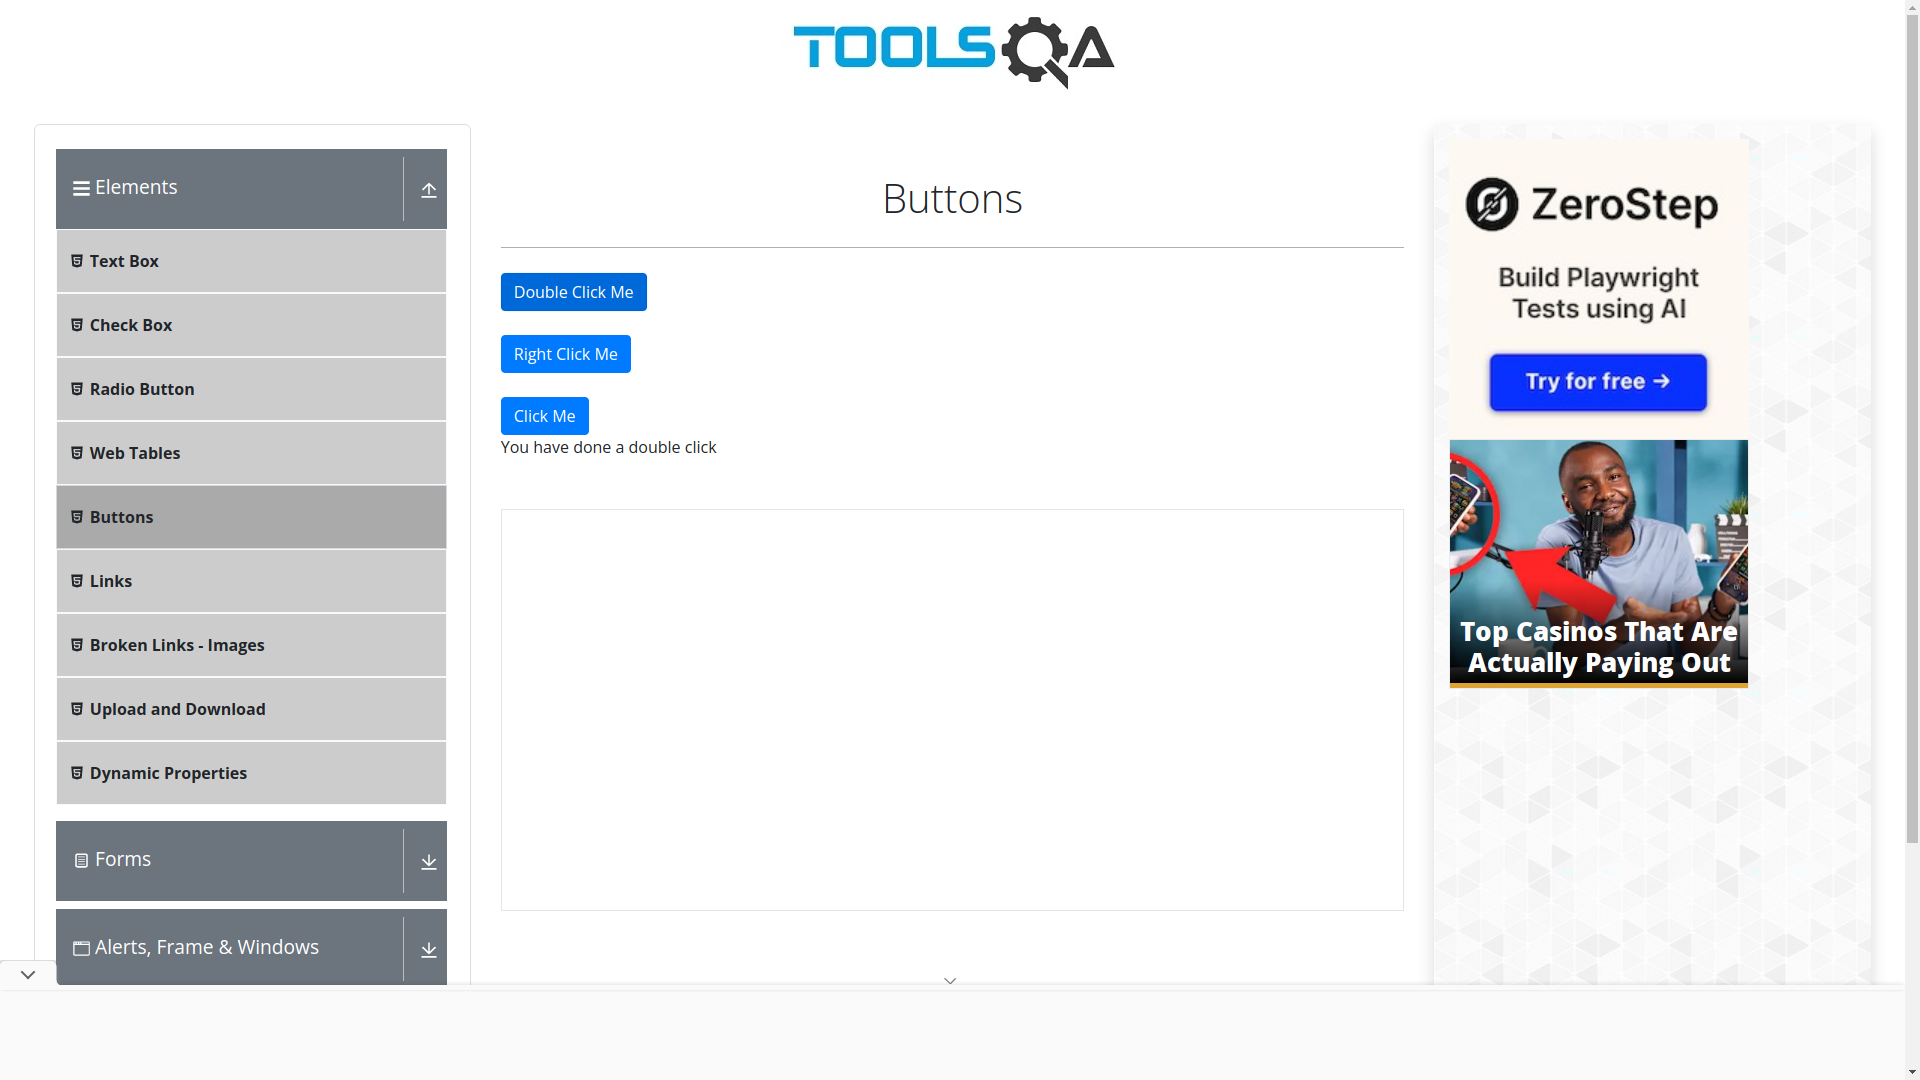 TOOLSQA
Elements
Text Box
Check Box
Radio Button
Web Tables
Buttons
Links
Broken Links - Images
Upload and Download
Dynamic Properties
Forms
Alerts, Frame & Windows
Buttons
Double Click Me
Right Click Me
Click Me
You have done a double click
ZeroStep
Build Playwright
Tests using AI
Try for free →
Top Casinos That Are
Actually Paying Out